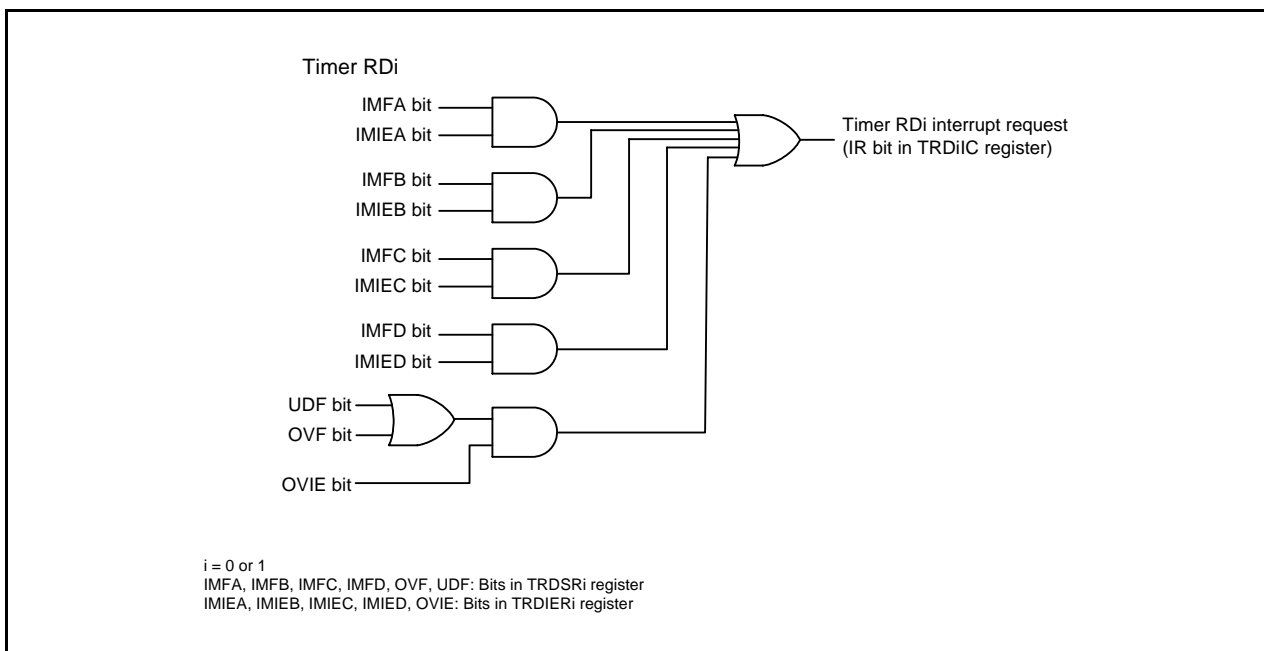 Timer RDi
IMFA bit
IMIEA bit
IMFB bit
IMIEB bit
IMFC bit
IMIEC bit
IMFD bit
IMIED bit
UDF bit
OVF bit
OVIE bit
Timer RDi interrupt request
(IR bit in TRDiIC register)
i = 0 or 1
IMFA, IMFB, IMFC, IMFD, OVF, UDF: Bits in TRDSRi register
IMIEA, IMIEB, IMIEC, IMIED, OVIE: Bits in TRDIERi register